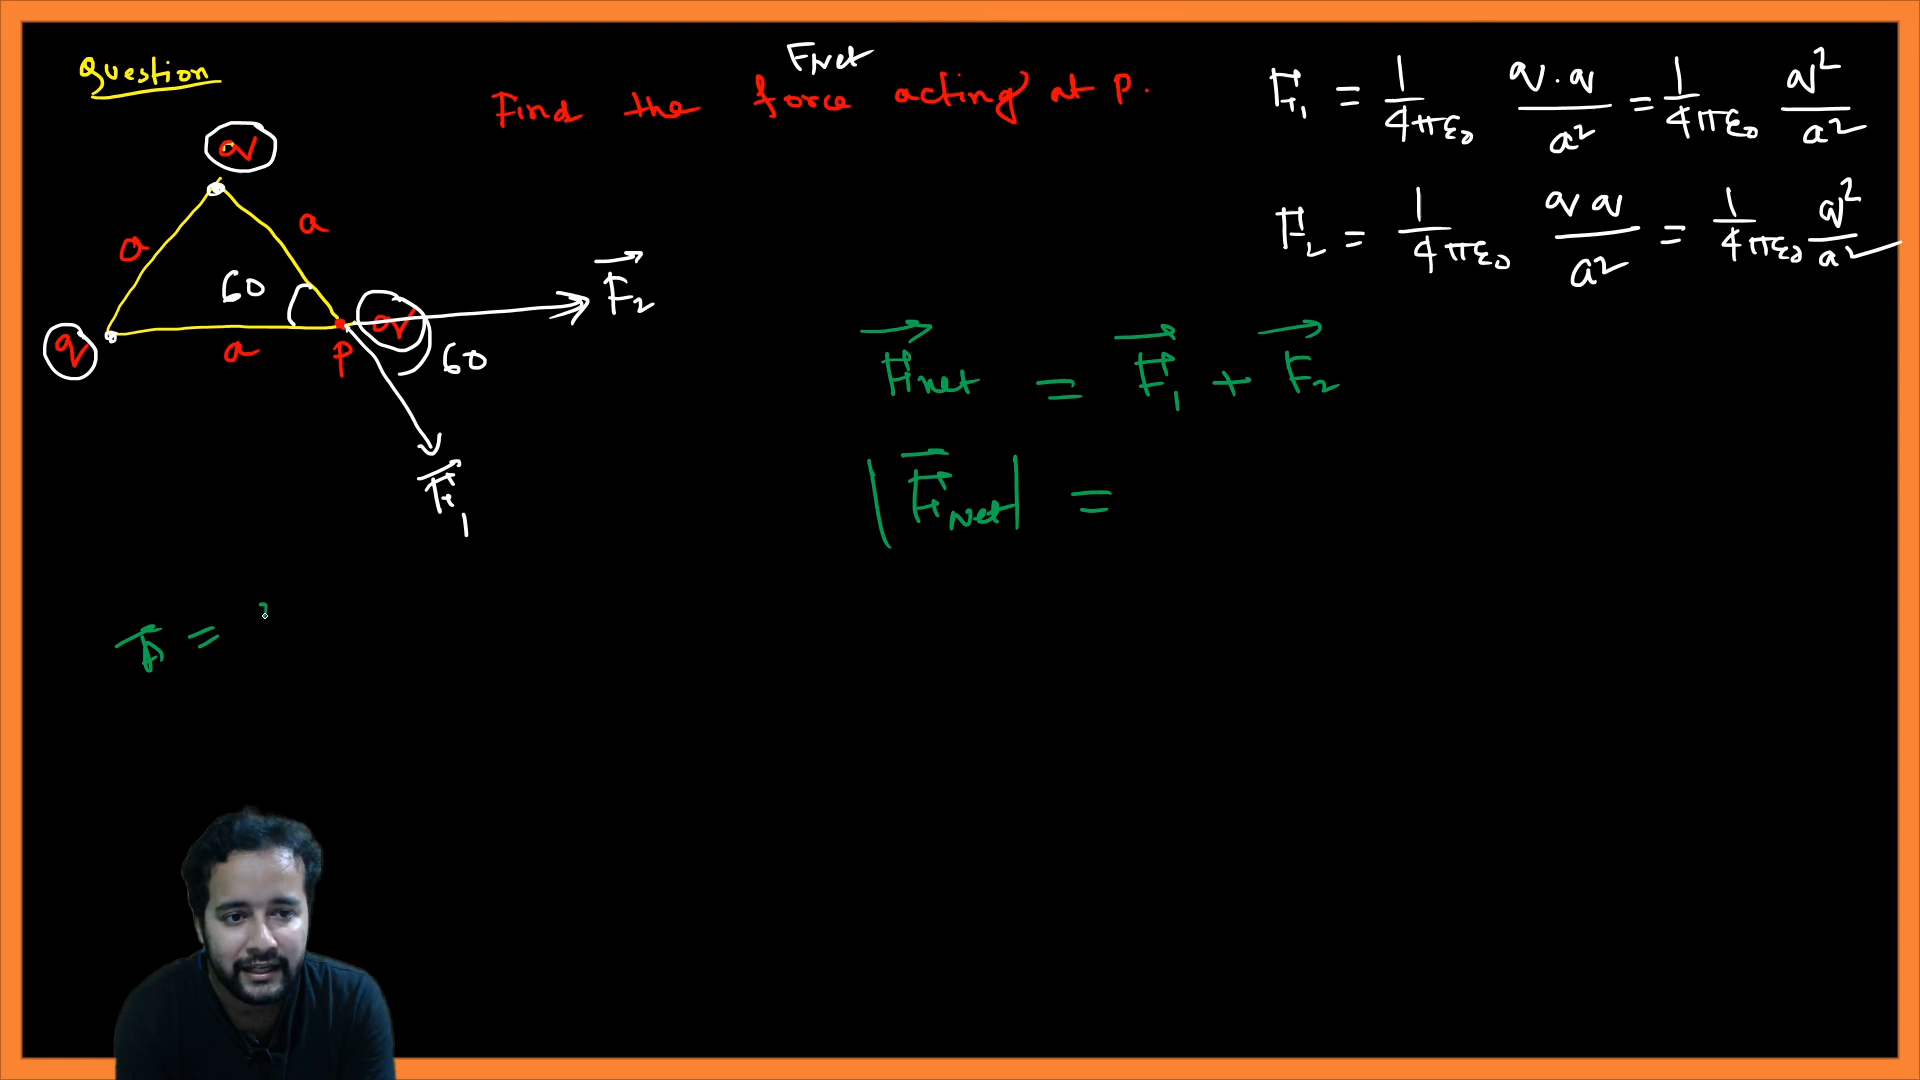 Question
Fnet
Find the force acting at P.
q
a
a
60
q
a
P
q
60
F₂
F₁
F₁ = 1/4πε₀ q.q/a² = 1/4πε₀ q²/a²
F₂ = 1/4πε₀ q q/a² = 1/4πε₀ q²/a²
Fnet = F₁ + F₂
|FNet| =
=